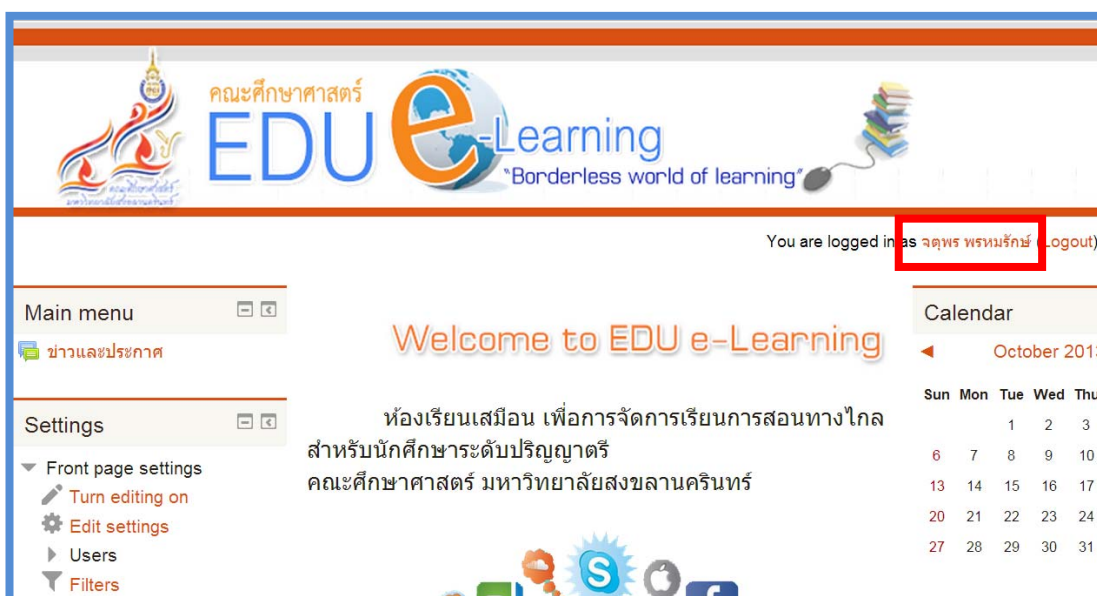 คณะศึกษาศาสตร์
EDU e-Learning
"Borderless world of learning"
You are logged in as จตุพร พรหมรักษ์ (Logout)
Main menu
ข่าวและประกาศ
Settings
Front page settings
Turn editing on
Edit settings
Users
Filters
Welcome to EDU e-Learning
ห้องเรียนเสมือน เพื่อการจัดการเรียนการสอนทางไกล
สำหรับนักศึกษาระดับปริญญาตรี
คณะศึกษาศาสตร์ มหาวิทยาลัยสงขลานครินทร์
Calendar
October 2013
Sun Mon Tue Wed Thu
1 2 3
6 7 8 9 10
13 14 15 16 17
20 21 22 23 24
27 28 29 30 31